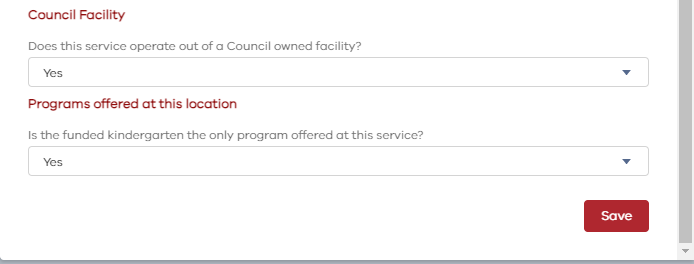 Council Facility
Does this service operate out of a Council owned facility?
Yes
Programs offered at this location
Is the funded kindergarten the only program offered at this service?
Yes
Save